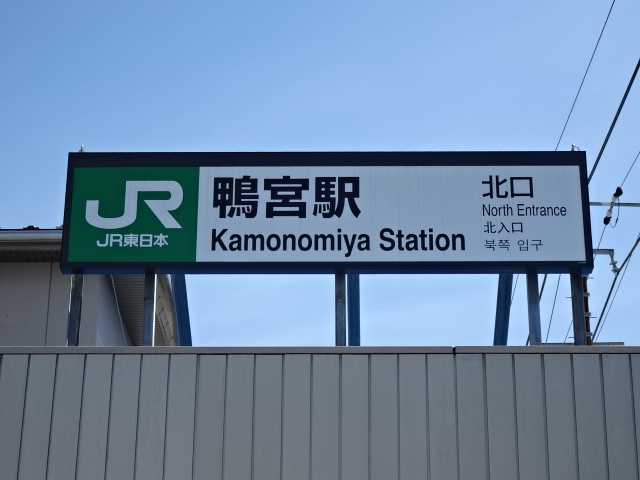 JR
JR東日本
鴨宮駅
Kamonomiya Station
北口
North Entrance
北入口
북쪽 입구